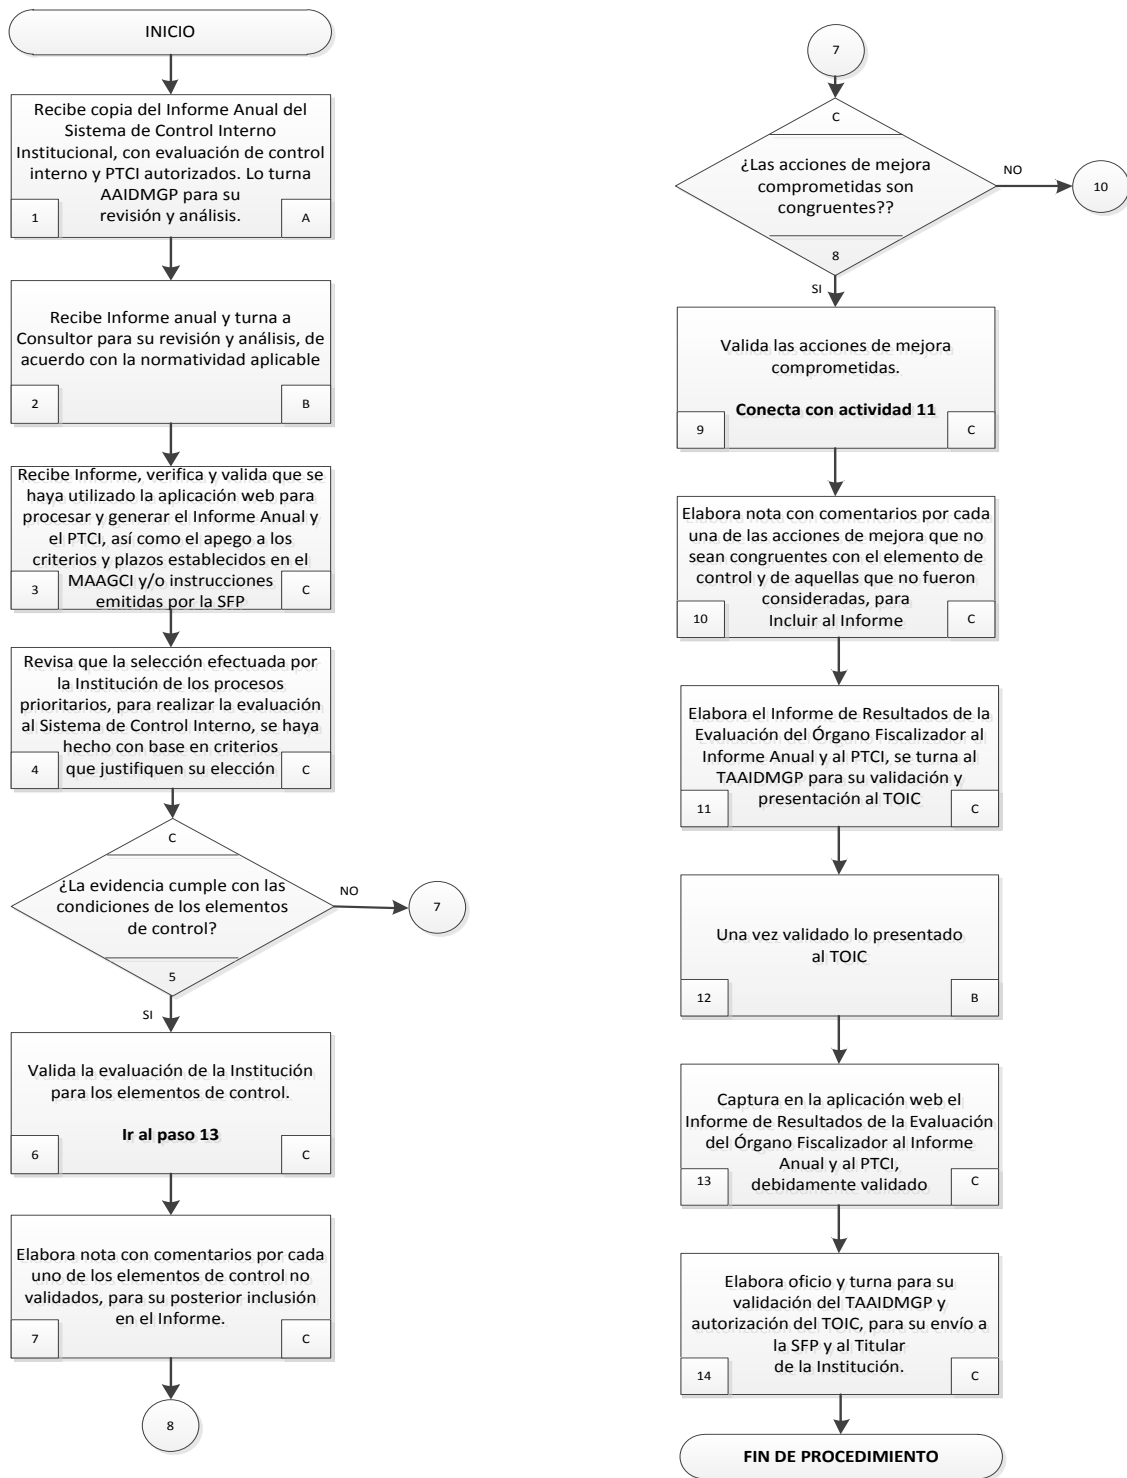 INICIO
Recibe copia del Informe Anual del
Sistema de Control Interno
Institucional, con evaluación de control
interno y PTCI autorizados. Lo turna
AAIDMGP para su
revisión y análisis.
1
A
Recibe Informe anual y turna a
Consultor para su revisión y análisis, de
acuerdo con la normatividad aplicable
2
B
Recibe Informe, verifica y valida que se
haya utilizado la aplicación web para
procesar y generar el Informe Anual y
el PTCI, así como el apego a los
criterios y plazos establecidos en el
MAAGCI y/o instrucciones
emitidas por la SFP
3
C
Revisa que la selección efectuada por
la Institución de los procesos
prioritarios, para realizar la evaluación
al Sistema de Control Interno, se haya
hecho con base en criterios
que justifiquen su elección
4
C
C
¿La evidencia cumple con las
condiciones de los elementos
de control?
5
NO
7
SI
Valida la evaluación de la Institución
para los elementos de control.
Ir al paso 13
6
C
Elabora nota con comentarios por cada
uno de los elementos de control no
validados, para su posterior inclusión
en el Informe.
7
C
8
7
C
¿Las acciones de mejora
comprometidas son
congruentes??
8
NO
10
SI
Valida las acciones de mejora
comprometidas.
Conecta con actividad 11
9
C
Elabora nota con comentarios por cada
una de las acciones de mejora que no
sean congruentes con el elemento de
control y de aquellas que no fueron
consideradas, para
Incluir al Informe
10
C
Elabora el Informe de Resultados de la
Evaluación del Órgano Fiscalizador al
Informe Anual y al PTCI, se turna al
TAAIDMGP para su validación y
presentación al TOIC
11
C
Una vez validado lo presentado
al TOIC
12
B
Captura en la aplicación web el
Informe de Resultados de la Evaluación
del Órgano Fiscalizador al Informe
Anual y al PTCI,
debidamente validado
13
C
Elabora oficio y turna para su
validación del TAAIDMGP y
autorización del TOIC, para su envío a
la SFP y al Titular
de la Institución.
14
C
FIN DE PROCEDIMIENTO